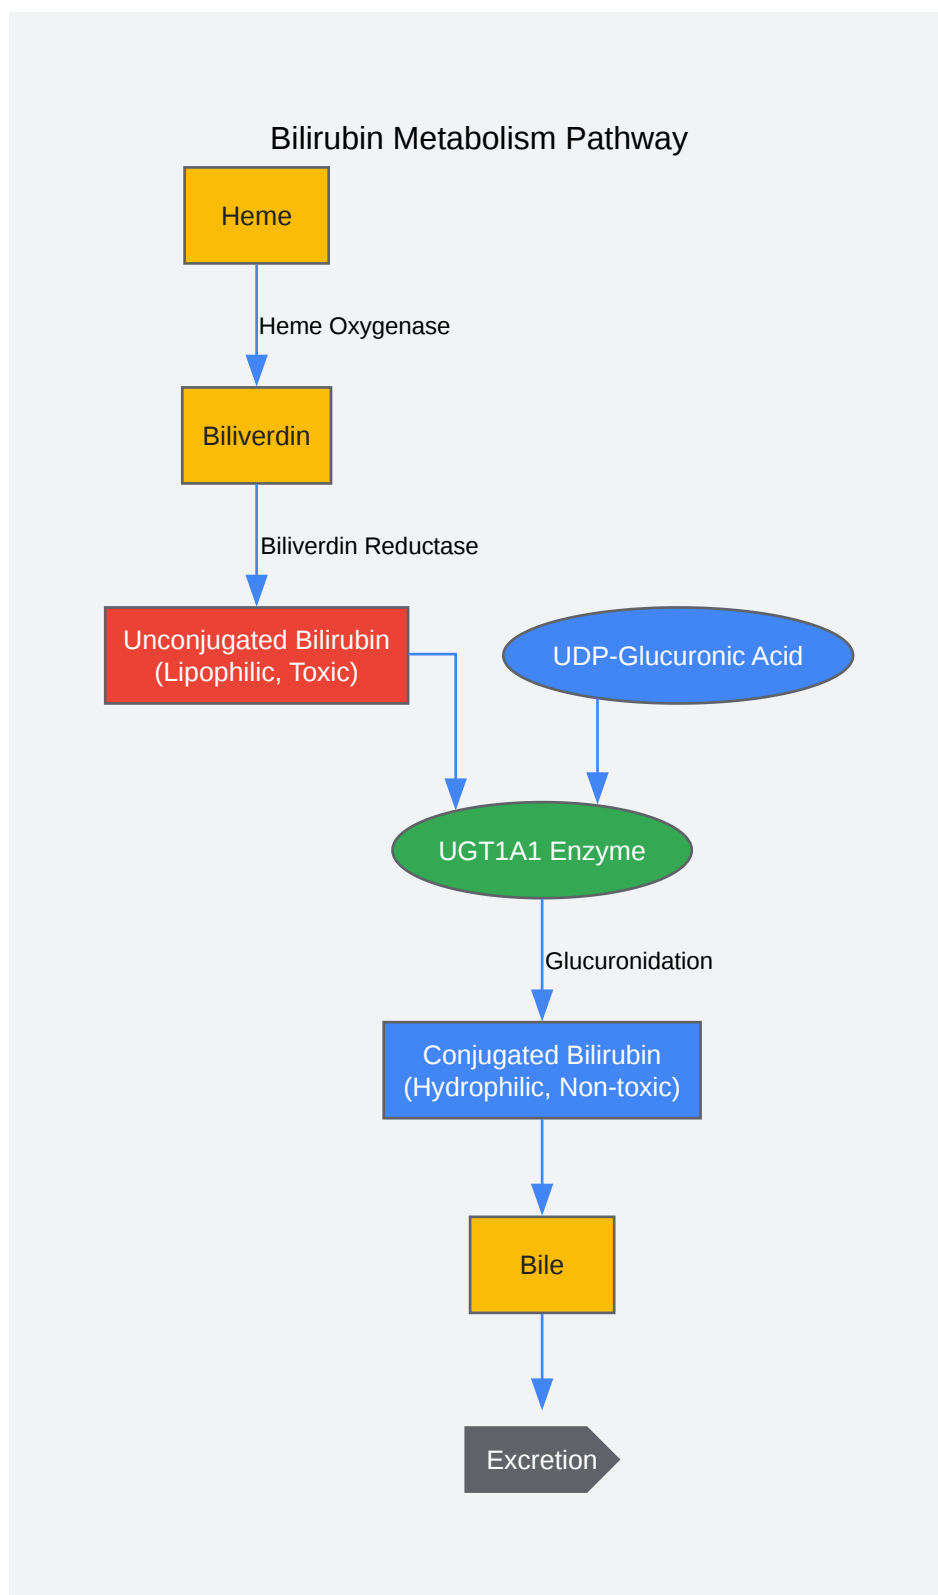 Bilirubin Metabolism Pathway
Heme
Heme Oxygenase
Biliverdin
Biliverdin Reductase
Unconjugated Bilirubin
(Lipophilic, Toxic)
UDP-Glucuronic Acid
UGT1A1 Enzyme
Glucuronidation
Conjugated Bilirubin
(Hydrophilic, Non-toxic)
Bile
Excretion